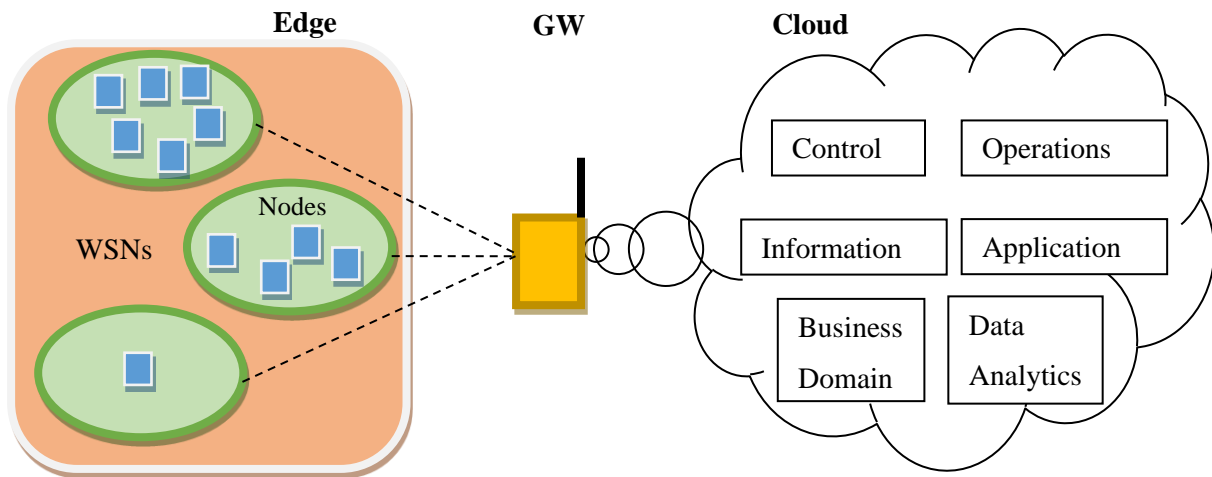 Edge
GW
Cloud
Control
Operations
Nodes
WSNs
Information
Application
Business
Domain
Data
Analytics